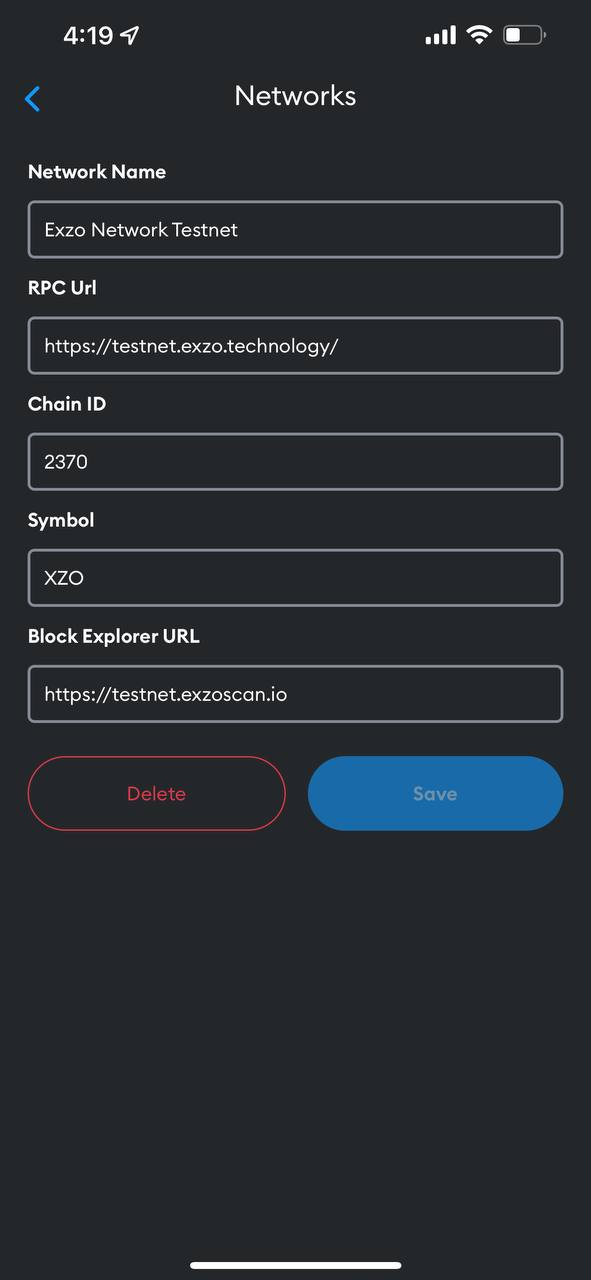 4:19
Networks
Network Name
Exzo Network Testnet
RPC Url
https://testnet.exzo.technology/
Chain ID
2370
Symbol
XZO
Block Explorer URL
https://testnet.exzoscan.io
Delete Save